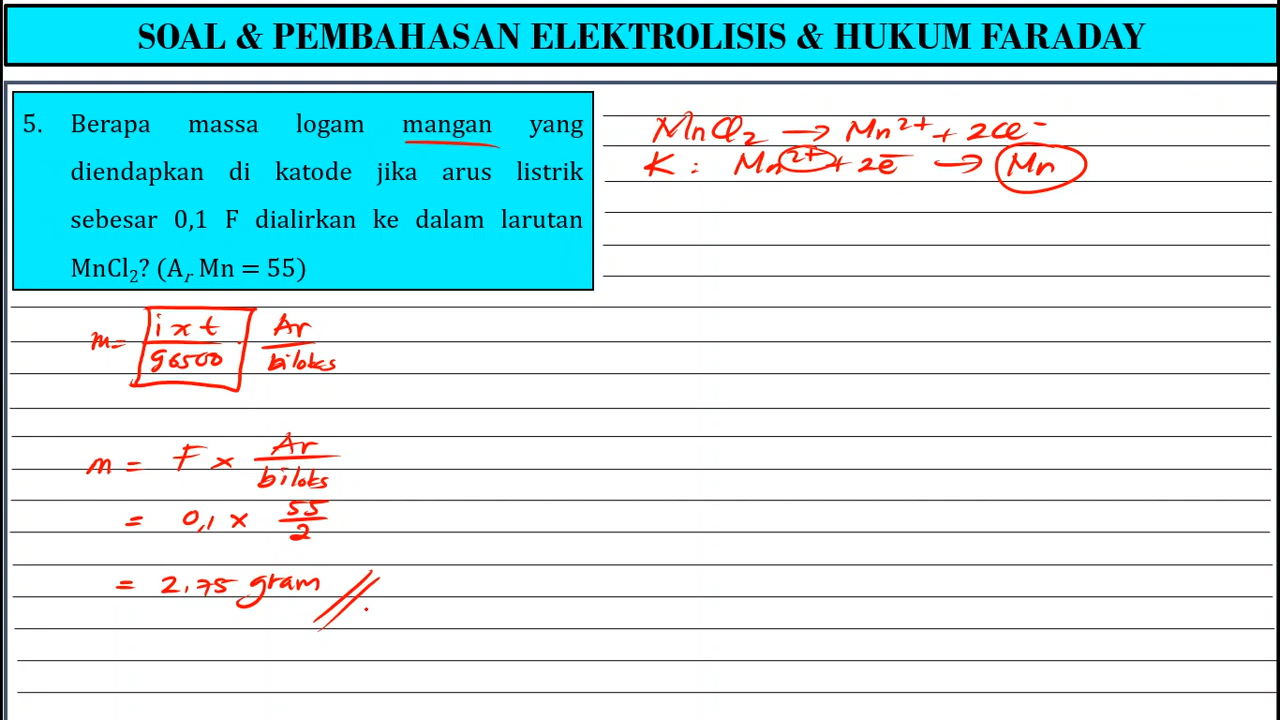 SOAL & PEMBAHASAN ELEKTROLISIS & HUKUM FARADAY
5. Berapa massa logam mangan yang
diendapkan di katode jika arus listrik
sebesar 0,1 F dialirkan ke dalam larutan
MnCl₂? (Aᵣ Mn = 55)
MnCl₂ → Mn²⁺ + 2Cl⁻
K : Mn²⁺ + 2e⁻ → Mn
m = i x t / 96500 · Ar / biloks
m = F x Ar / biloks
= 0,1 x 55 / 2
= 2,75 gram //